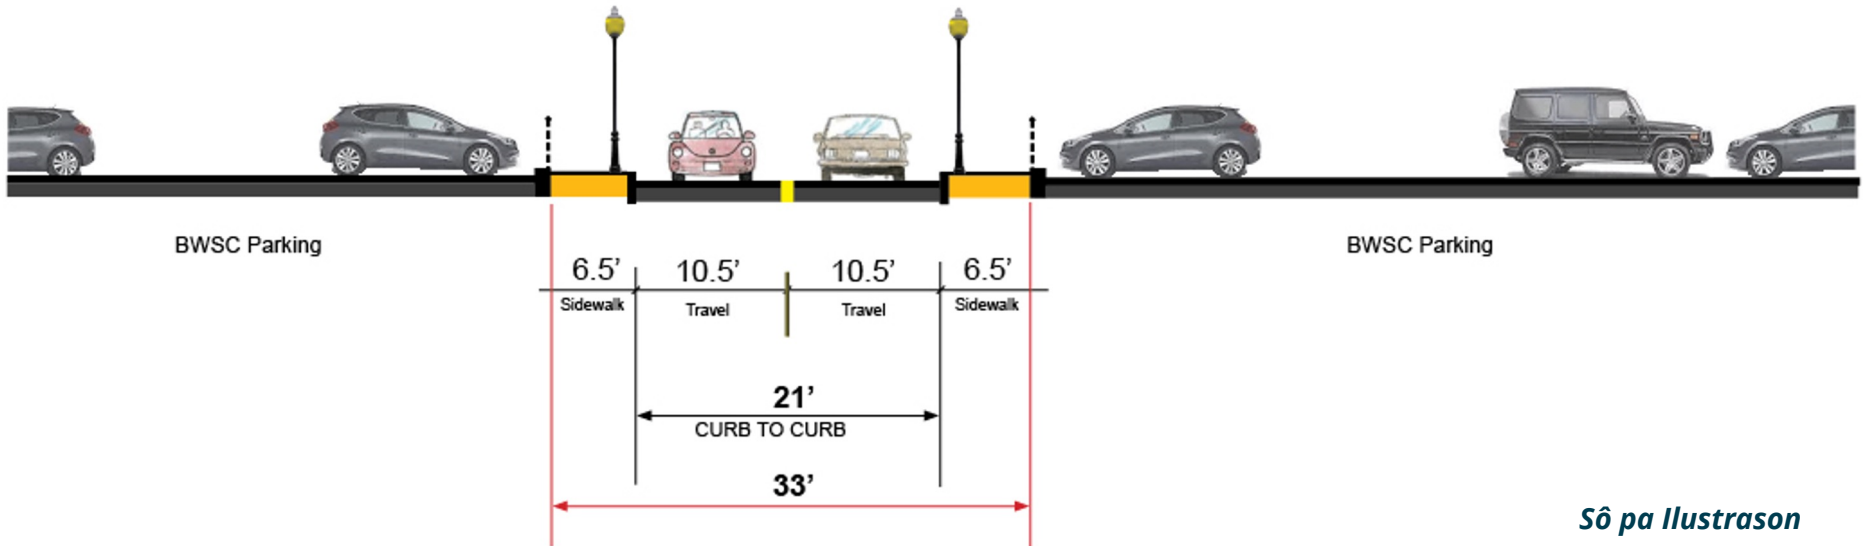 BWSC Parking
BWSC Parking
6.5’ 10.5’ 10.5’ 6.5’
Sidewalk Travel Travel Sidewalk
21’
CURB TO CURB
33’
Sô pa Ilustrason